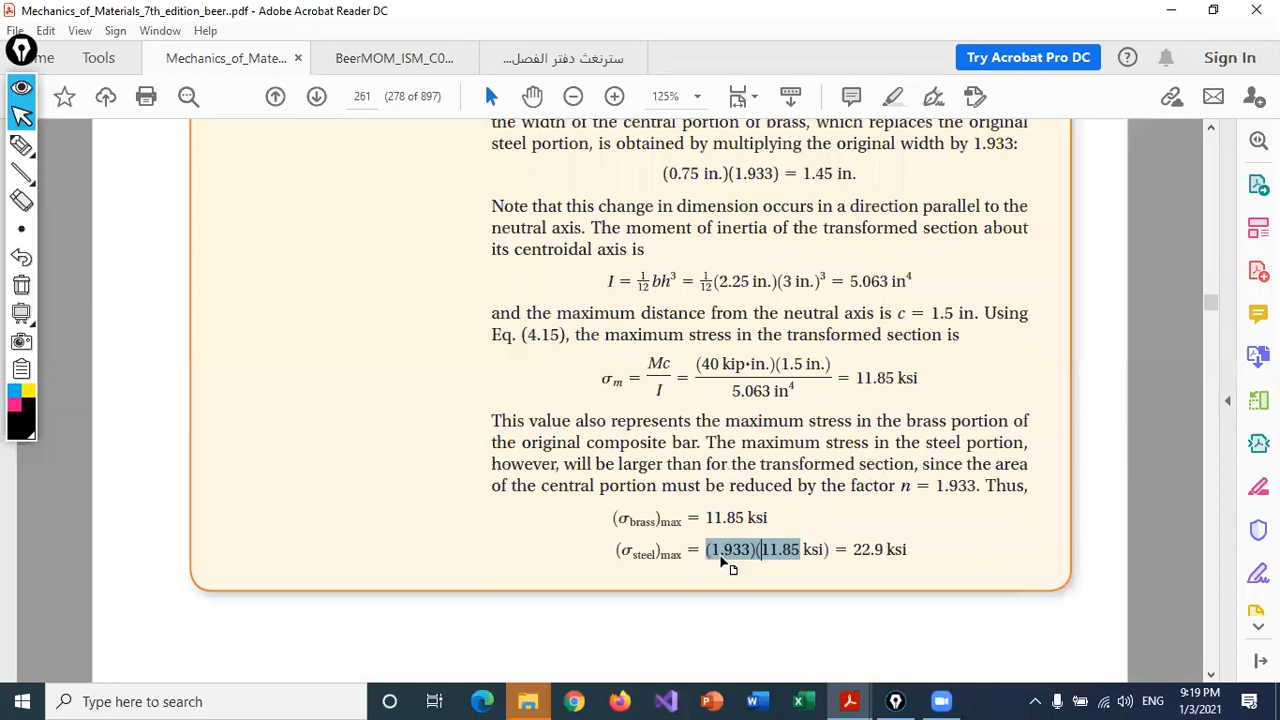 Mechanics_of_Materials_7th_edition_beer..pdf - Adobe Acrobat Reader DC
File Edit View Sign Window Help
me Tools Mechanics_of_Mate... × BeerMOM_ISM_C0... سترنغث دفتر الفصل... Try Acrobat Pro DC Sign In
261 (278 of 897) 125%
the width of the central portion of brass, which replaces the original
steel portion, is obtained by multiplying the original width by 1.933:
(0.75 in.)(1.933) = 1.45 in.
Note that this change in dimension occurs in a direction parallel to the
neutral axis. The moment of inertia of the transformed section about
its centroidal axis is
I = 1/12 bh³ = 1/12 (2.25 in.)(3 in.)³ = 5.063 in⁴
and the maximum distance from the neutral axis is c = 1.5 in. Using
Eq. (4.15), the maximum stress in the transformed section is
σm = Mc/I = (40 kip·in.)(1.5 in.)/5.063 in⁴ = 11.85 ksi
This value also represents the maximum stress in the brass portion of
the original composite bar. The maximum stress in the steel portion,
however, will be larger than for the transformed section, since the area
of the central portion must be reduced by the factor n = 1.933. Thus,
(σbrass)max = 11.85 ksi
(σsteel)max = (1.933)(11.85 ksi) = 22.9 ksi
Type here to search
ENG
9:19 PM
1/3/2021